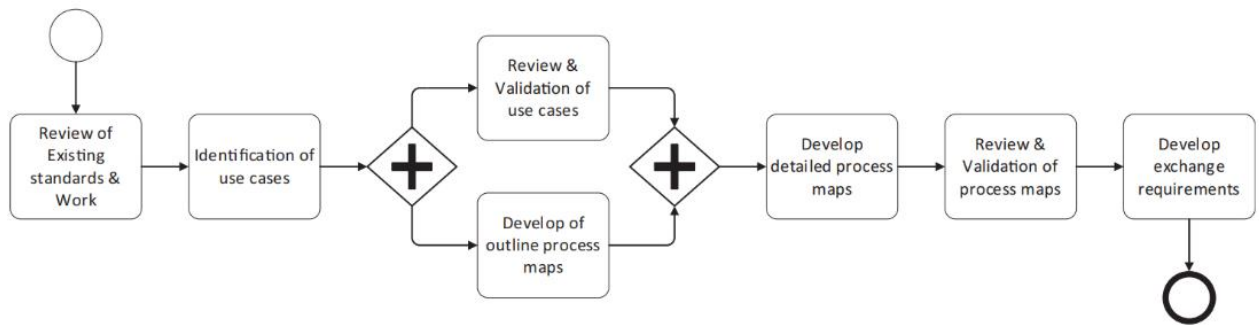 Review of
Existing
standards &
Work
Identification of
use cases
Review &
Validation of
use cases
Develop of
outline process
maps
Develop
detailed process
maps
Review &
Validation of
process maps
Develop
exchange
requirements